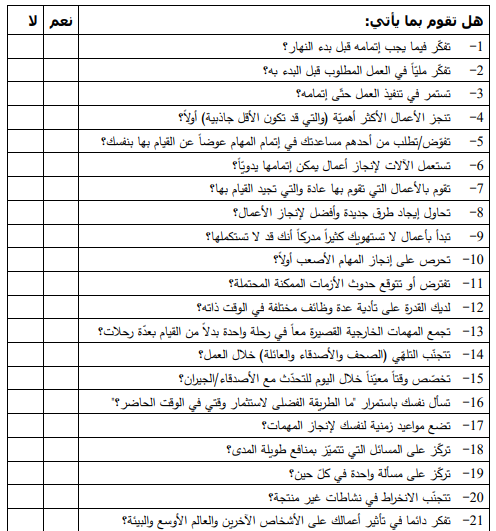 هل تقوم بما يأتي: نعم لا
1- تفكّر فيما يجب إتمامه قبل بدء النهار؟
2- تفكّر مليّاً في العمل المطلوب قبل البدء به؟
3- تستمر في تنفيذ العمل حتّى إتمامه؟
4- تنجز الأعمال الأكثر أهميّة (والتي قد تكون الأقل جاذبية) أولاً؟
5- تفوّض/تطلب من أحدهم مساعدتك في إتمام المهام عوضاً عن القيام بها بنفسك؟
6- تستعمل الآلات لإنجاز أعمال يمكن إتمامها يدويّاً؟
7- تقوم بالأعمال التي تقوم بها عادة والتي تجيد القيام بها؟
8- تحاول إيجاد طرق جديدة وأفضل لإنجاز الأعمال؟
9- تبدأ بأعمال لا تستهويك كثيراً مدركاً أنك قد لا تستكملها؟
10- تحرص على إنجاز المهام الأصعب أولاً؟
11- تفترض أو تتوقع حدوث الأزمات الممكنة المحتملة؟
12- لديك القدرة على تأدية عدة وظائف مختلفة في الوقت ذاته؟
13- تجمع المهمات الخارجية القصيرة معاً في رحلة واحدة بدلاً من القيام بعدّة رحلات؟
14- تتجنّب التلهّي (الصحف والأصدقاء والعائلة) خلال العمل؟
15- تخصّص وقتاً معيّناً خلال اليوم للتحدّث مع الأصدقاء/الجيران؟
16- تسأل نفسك باستمرار "ما الطريقة الفضلى لاستثمار وقتي في الوقت الحاضر؟"
17- تضع مواعيد زمنية لنفسك لإنجاز المهمات؟
18- تركّز على المسائل التي تتميّز بمنافع طويلة المدى؟
19- تركّز على مسألة واحدة في كلّ حين؟
20- تتجنّب الانخراط في نشاطات غير منتجة؟
21- تفكر دائما في تأثير أعمالك على الأشخاص الآخرين والعالم الأوسع والبيئة؟